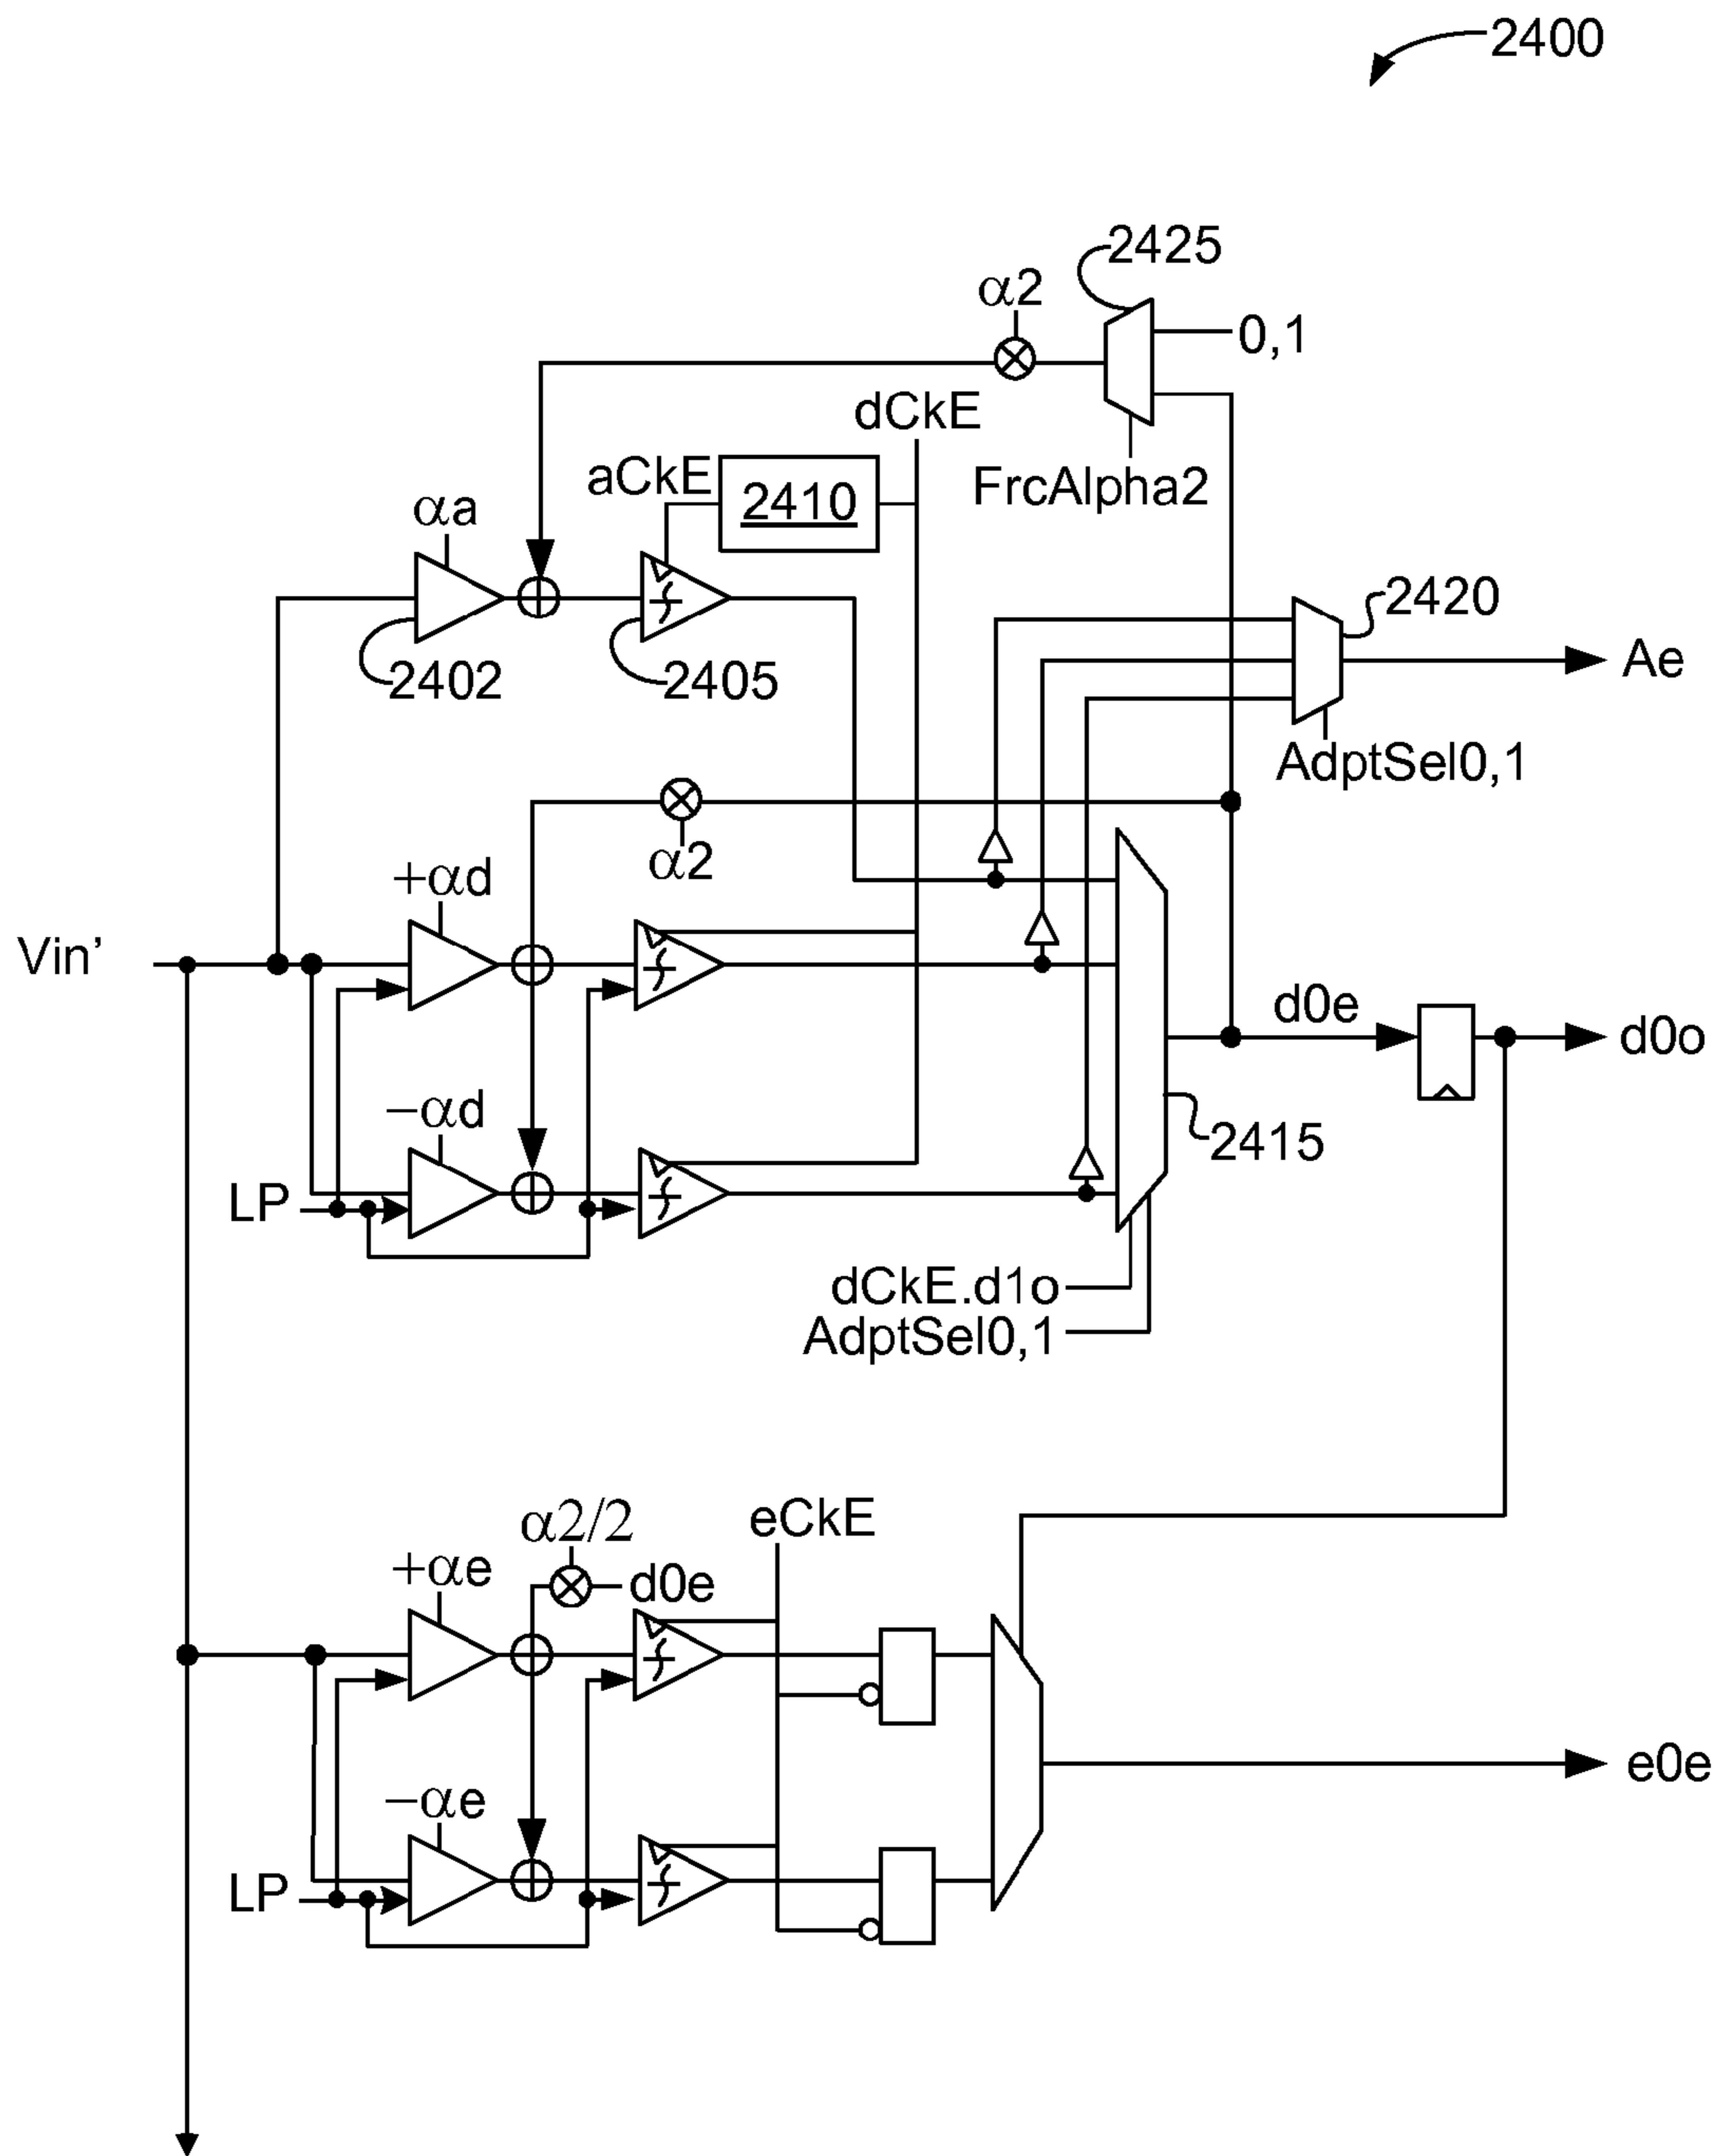 2400
2425
α2
0,1
dCkE
FrcAlpha2
aCkE
2410
αa
2402
2405
2420
Ae
AdptSel0,1
α2
+αd
Vin’
d0e
d0o
−αd
2415
LP
dCkE.d1o
AdptSel0,1
α2/2
eCkE
+αe
d0e
e0e
−αe
LP